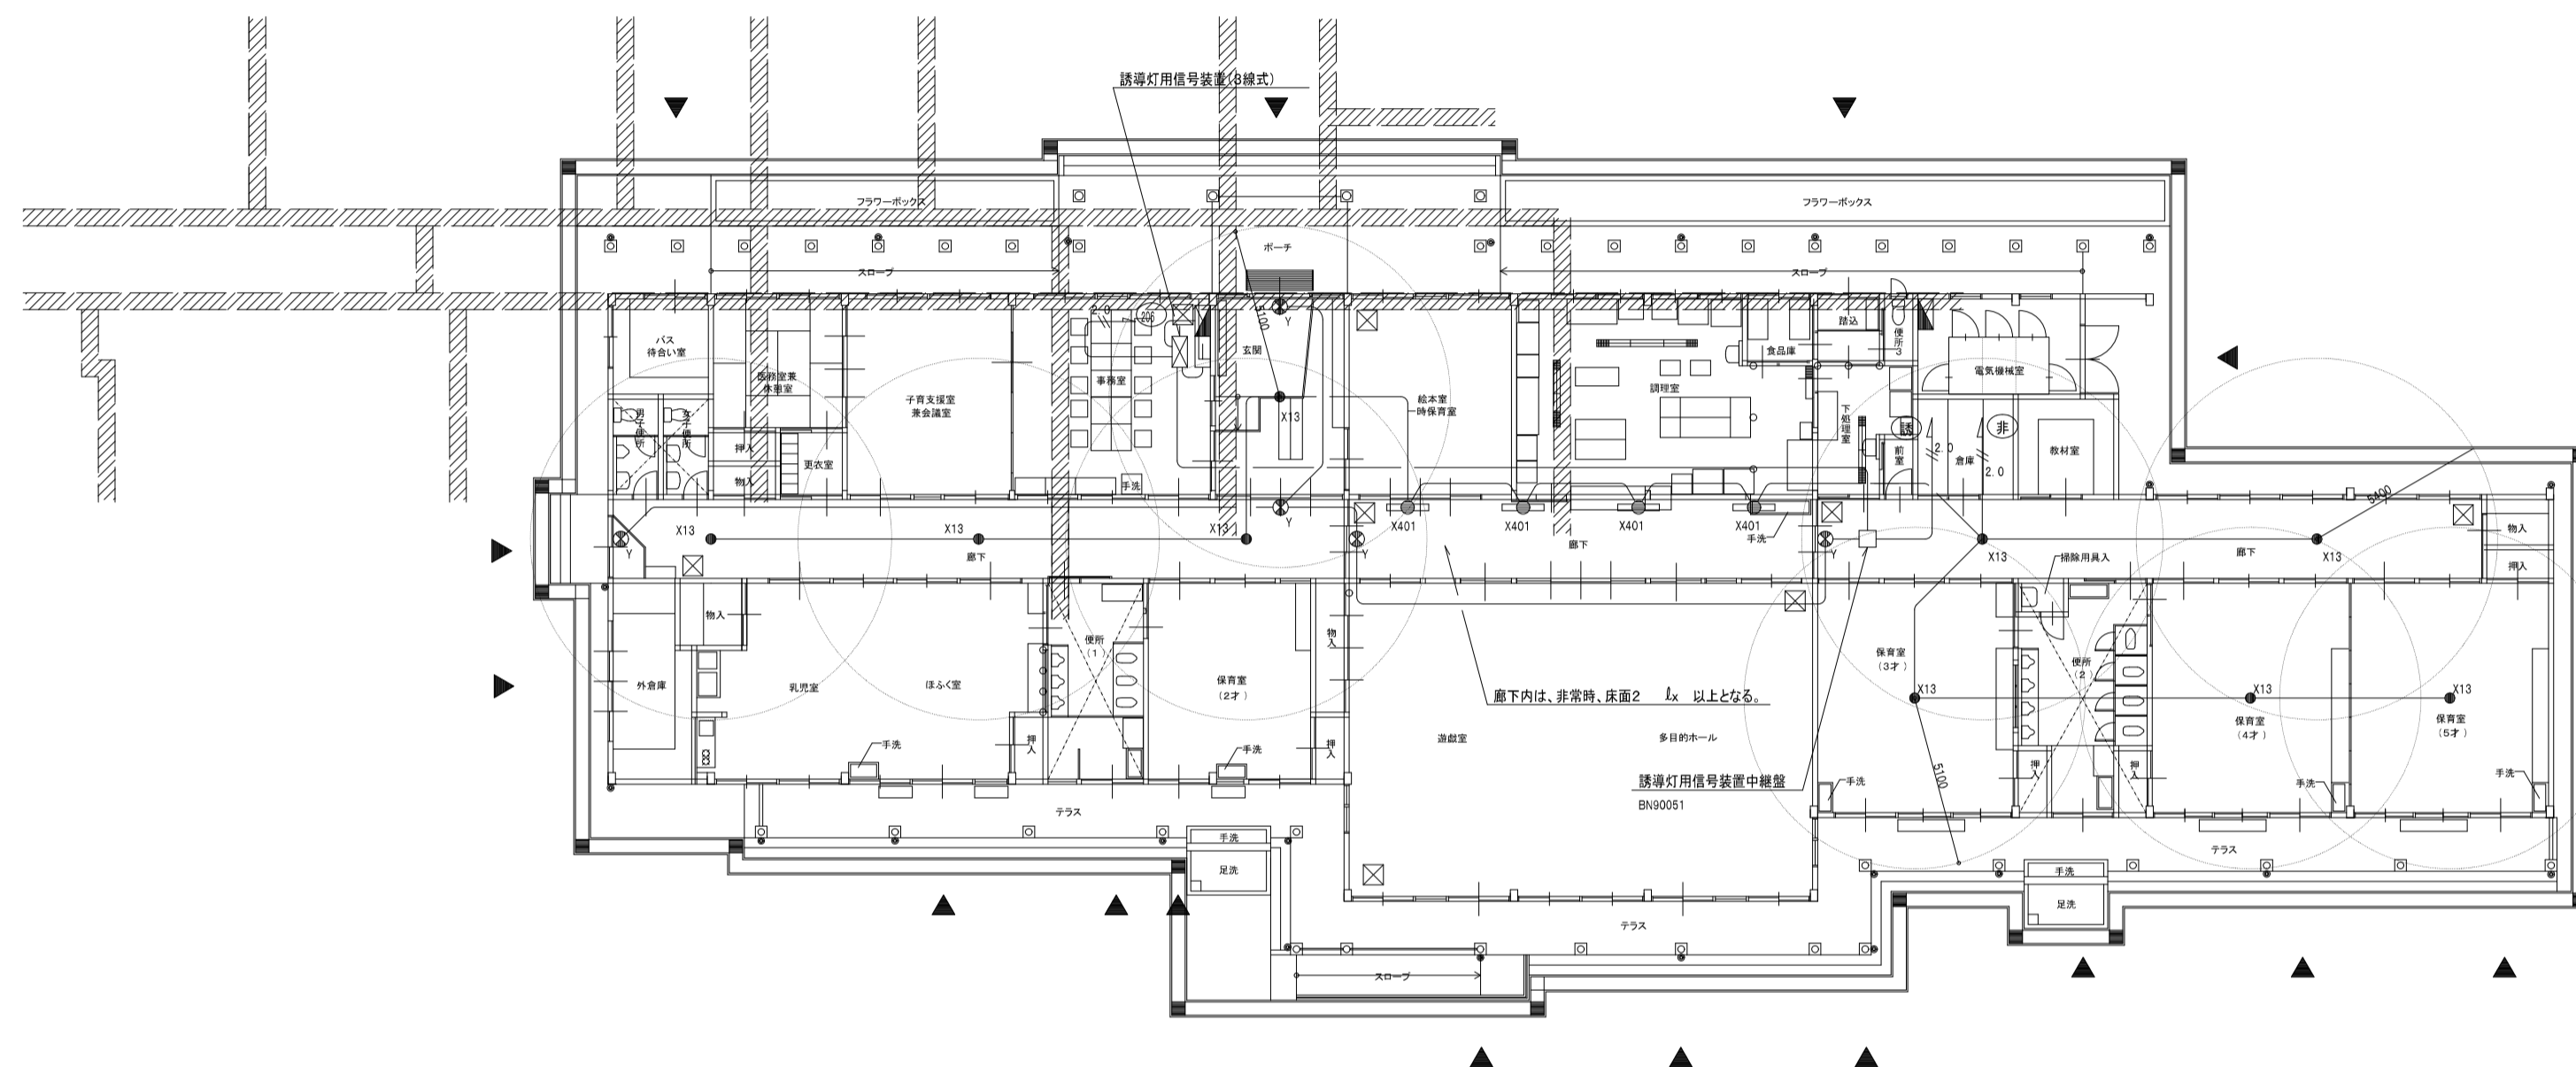 誘導灯用信号装置(3線式)
フラワーボックス
フラワーボックス
ポーチ
スロープ
スロープ
2.0
206
5100
Y
バス
待合い室
医務室兼
休憩室
子育支援室
兼会議室
事務室
玄関
X13
絵本室
一時保育室
調理室
食品庫
踏込
便所3
電気機械室
男子便所
女子便所
押入
物入
更衣室
手洗
下処理室
前室
誘
2.0
倉庫
非
2.0
教材室
X13
X13
X13
Y
Y
X401
X401
X401
X401
手洗
廊下
Y
廊下
Y
X13
掃除用具入
廊下
X13
5400
物入
押入
物入
外倉庫
乳児室
ほふく室
手洗
押入
便所
(1)
保育室
(2才)
手洗
物入
押入
廊下内は、非常時、床面2 ℓx 以上となる。
遊戯室
多目的ホール
誘導灯用信号装置中継盤
BN90051
保育室
(3才)
X13
5100
手洗
便所
(2)
押入
押入
X13
保育室
(4才)
手洗
X13
保育室
(5才)
手洗
テラス
手洗
足洗
テラス
スロープ
テラス
手洗
足洗